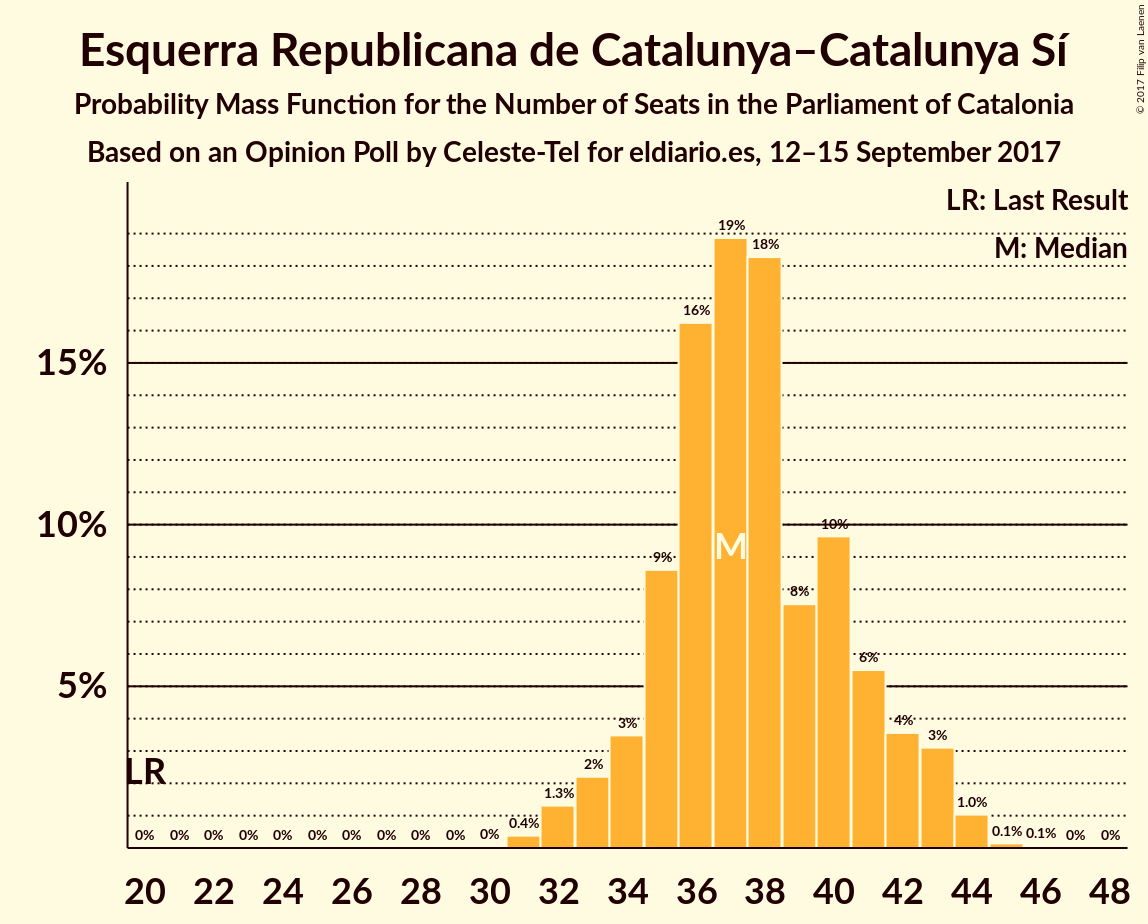 Esquerra Republicana de Catalunya–Catalunya Sí
Probability Mass Function for the Number of Seats in the Parliament of Catalonia
Based on an Opinion Poll by Celeste-Tel for eldiario.es, 12–15 September 2017
© 2017 Filip van Laenen
LR: Last Result
M: Median
19%
18%
16%
15%
10%
10%
M
9%
8%
6%
5%
4%
3%
3%
2%
LR
1.3%
1.0%
0.4%
0% 0% 0% 0% 0% 0% 0% 0% 0% 0% 0% 0.1% 0.1% 0% 0%
20 22 24 26 28 30 32 34 36 38 40 42 44 46 48